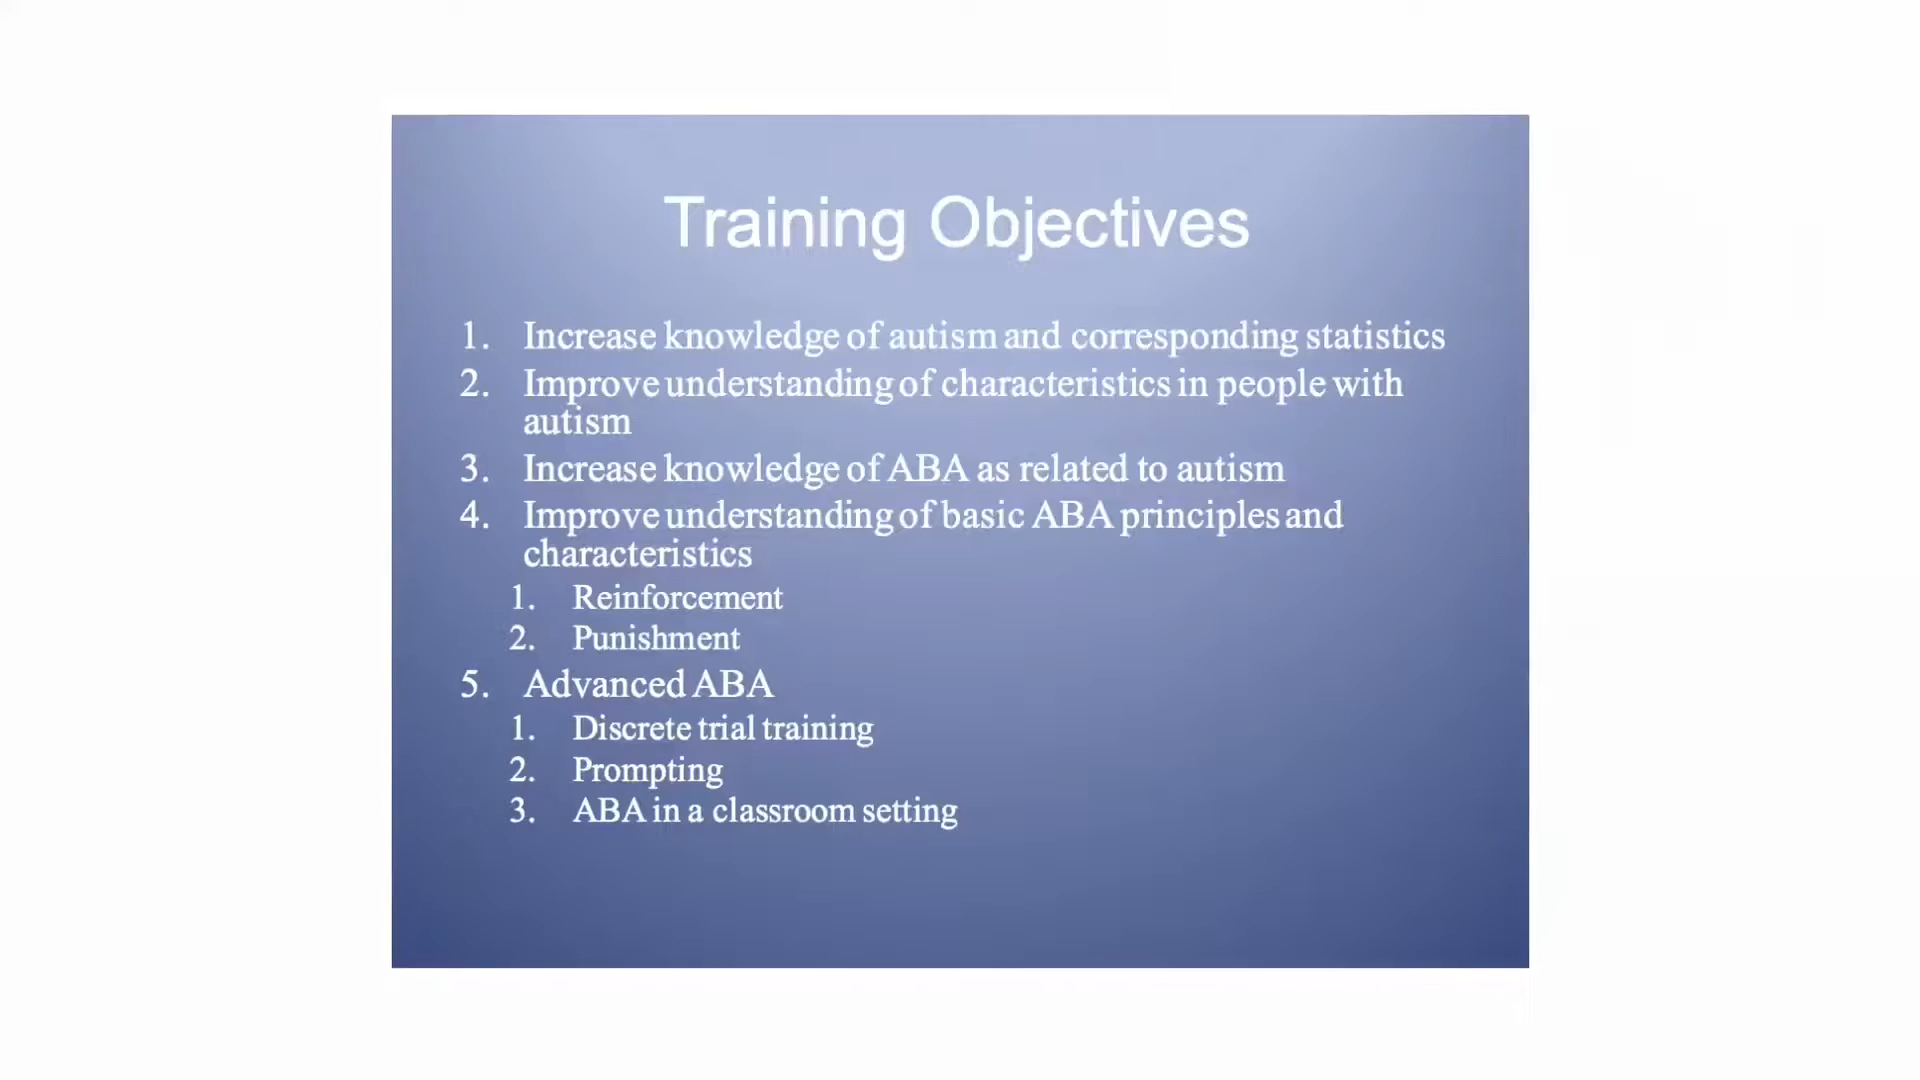 Training Objectives
1. Increase knowledge of autism and corresponding statistics
2. Improve understanding of characteristics in people with
autism
3. Increase knowledge of ABA as related to autism
4. Improve understanding of basic ABA principles and
characteristics
1. Reinforcement
2. Punishment
5. Advanced ABA
1. Discrete trial training
2. Prompting
3. ABA in a classroom setting